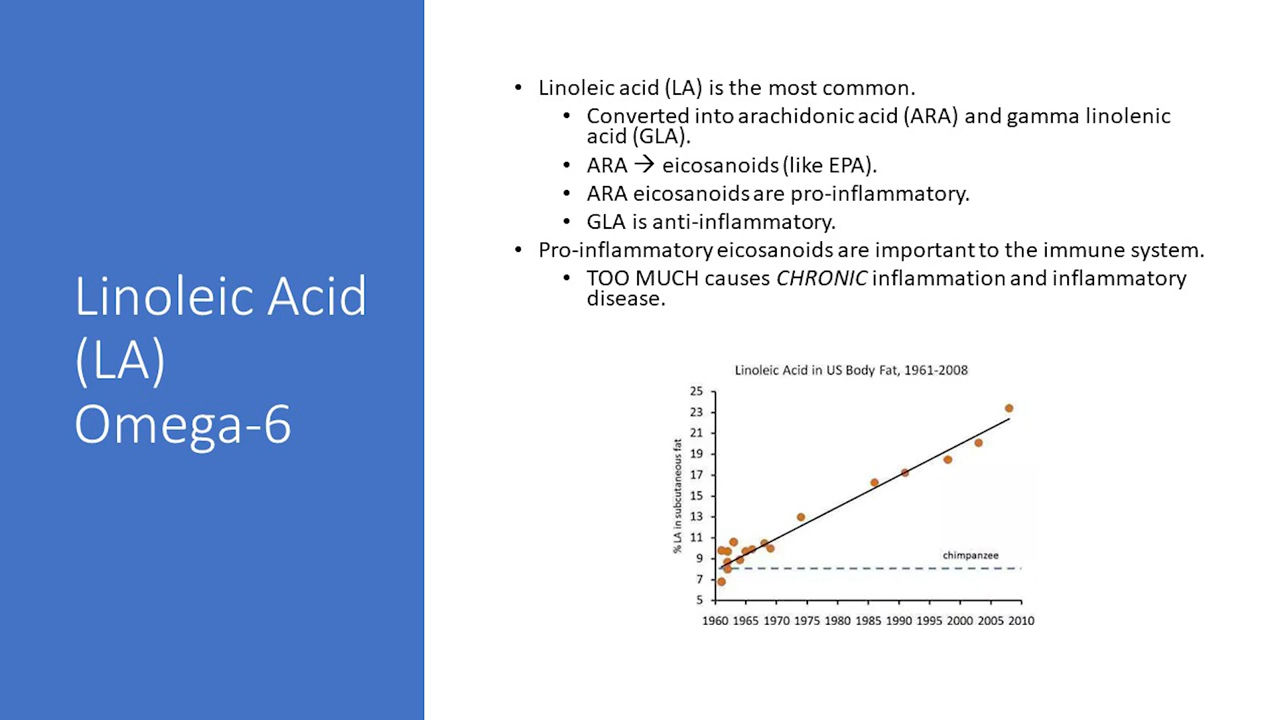 Linoleic Acid
(LA)
Omega-6
• Linoleic acid (LA) is the most common.
• Converted into arachidonic acid (ARA) and gamma linolenic
acid (GLA).
• ARA → eicosanoids (like EPA).
• ARA eicosanoids are pro-inflammatory.
• GLA is anti-inflammatory.
• Pro-inflammatory eicosanoids are important to the immune system.
• TOO MUCH causes CHRONIC inflammation and inflammatory
disease.
Linoleic Acid in US Body Fat, 1961-2008
% LA in subcutaneous fat
25
23
21
19
17
15
13
11
9
7
5
chimpanzee
1960 1965 1970 1975 1980 1985 1990 1995 2000 2005 2010